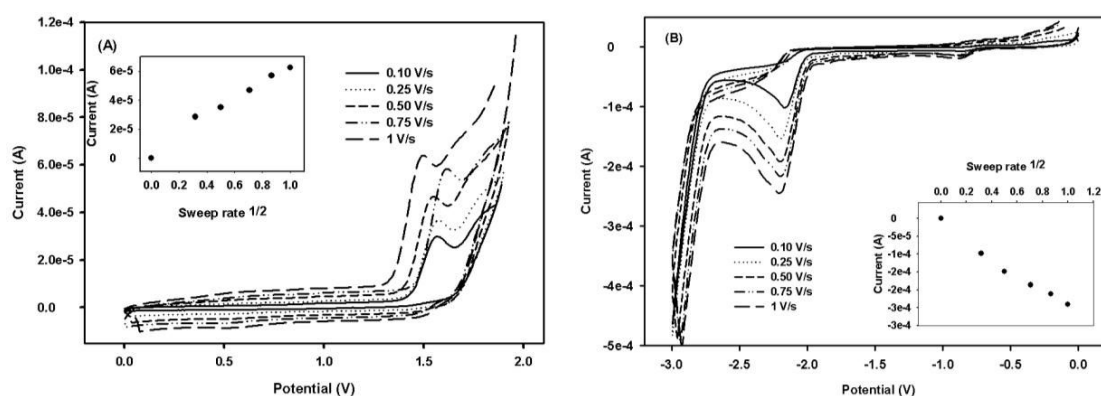 (A)
1.2e-4
1.0e-4
8.0e-5
6.0e-5
4.0e-5
2.0e-5
0.0
Current (A)
0.0 0.5 1.0 1.5 2.0
Potential (V)
0.10 V/s
0.25 V/s
0.50 V/s
0.75 V/s
1 V/s
6e-5
4e-5
2e-5
0
Current (A)
0.0 0.2 0.4 0.6 0.8 1.0
Sweep rate 1/2
(B)
0
-1e-4
-2e-4
-3e-4
-4e-4
-5e-4
Current (A)
-3.0 -2.5 -2.0 -1.5 -1.0 -0.5 0.0
Potential (V)
0.10 V/s
0.25 V/s
0.50 V/s
0.75 V/s
1 V/s
Sweep rate 1/2
0.0 0.2 0.4 0.6 0.8 1.0 1.2
0
-5e-5
-1e-4
-2e-4
-2e-4
-3e-4
-3e-4
Current (A)